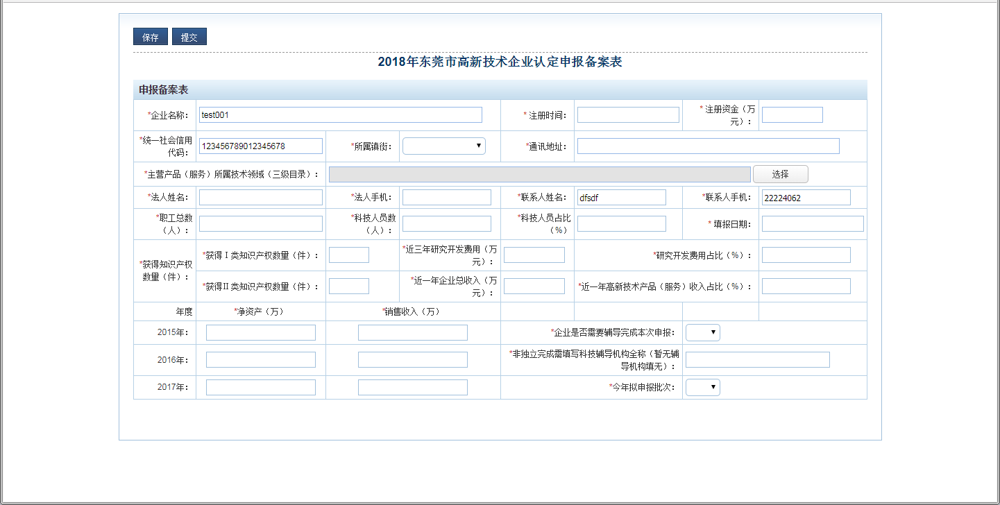 保存 提交
2018年东莞市高新技术企业认定申报备案表
申报备案表
*企业名称： test001 * 注册时间： * 注册资金（万
元）：
*统一社会信用
代码： 123456789012345678 *所属镇街： *通讯地址：
*主营产品（服务）所属技术领域（三级目录）： 选择
*法人姓名： *法人手机： *联系人姓名： dfsdf *联系人手机： 22224062
*职工总数
（人）： *科技人员数
（人）： *科技人员占比
（%） * 填报日期：
*获得知识产权
数量（件）：
*获得Ⅰ类知识产权数量（件）： *近三年研究开发费用（万
元）： *研究开发费用占比（%）：
*获得II类知识产权数量（件）： *近一年企业总收入（万
元）： *近一年高新技术产品（服务）收入占比（%）：
年度 *净资产（万） *销售收入（万）
2015年： *企业是否需要辅导完成本次申报：
2016年： *非独立完成需填写科技辅导机构全称（暂无辅
导机构填无）：
2017年： *今年拟申报批次：